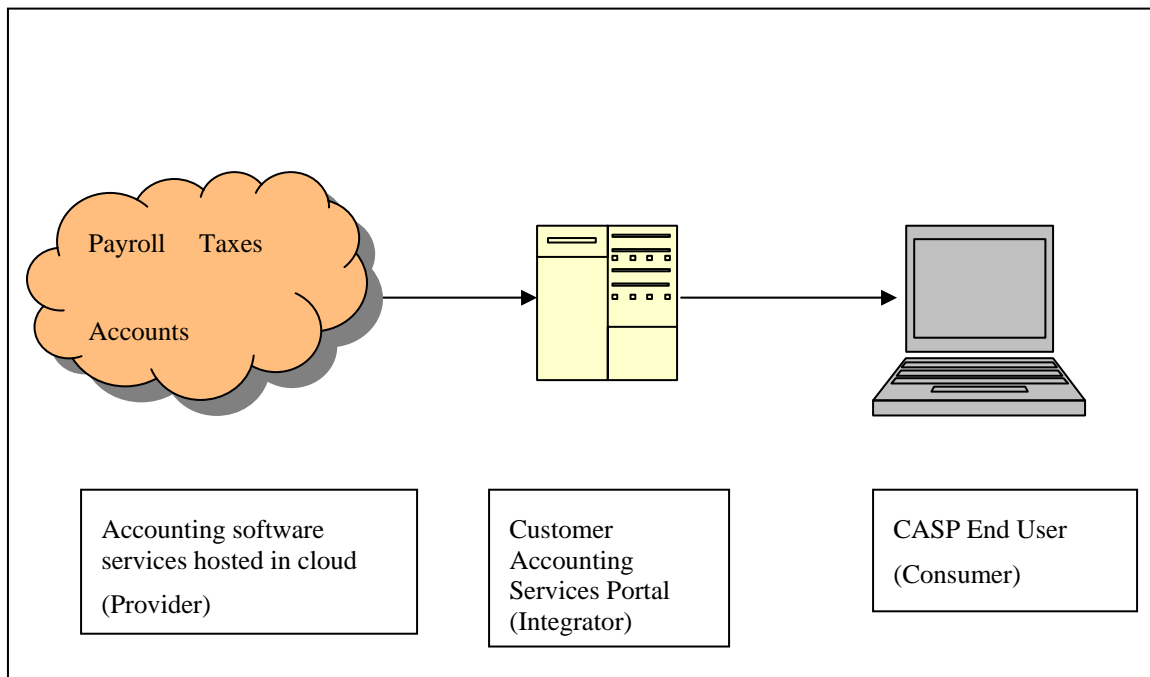 Payroll Taxes
Accounts
Accounting software
services hosted in cloud
(Provider)
Customer
Accounting
Services Portal
(Integrator)
CASP End User
(Consumer)